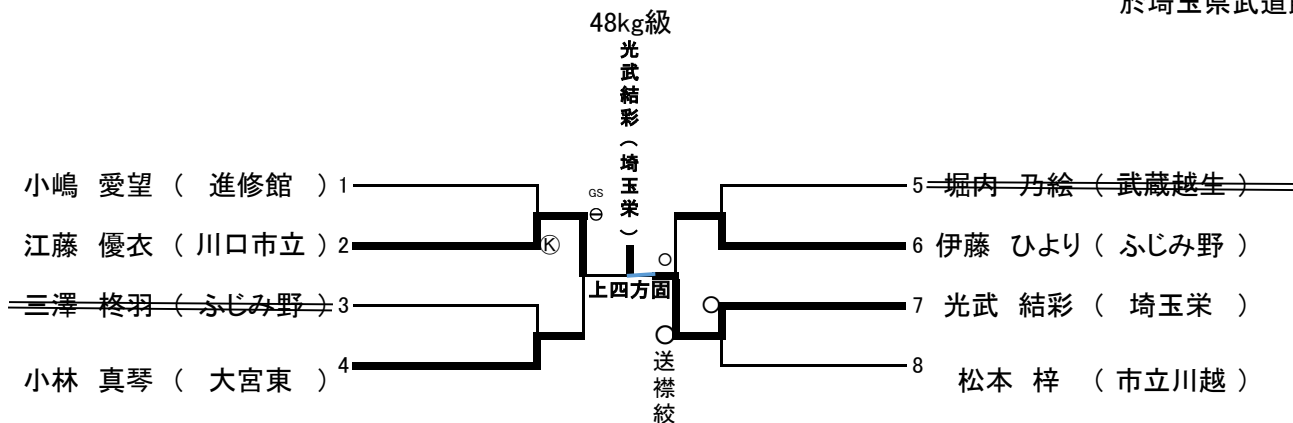 於埼玉県武道
48kg級
光武結彩（埼玉栄）
小嶋 愛望 （ 進修館 ） 1
江藤 優衣 （ 川口市立 ） 2
三澤 柊羽 （ ふじみ野 ） 3
小林 真琴 （ 大宮東 ） 4
GS
㋿
上四方固
送襟絞
5 堀内 乃絵 （ 武蔵越生 ）
6 伊藤 ひより （ ふじみ野 ）
7 光武 結彩 （ 埼玉栄 ）
8 松本 梓 （ 市立川越 ）